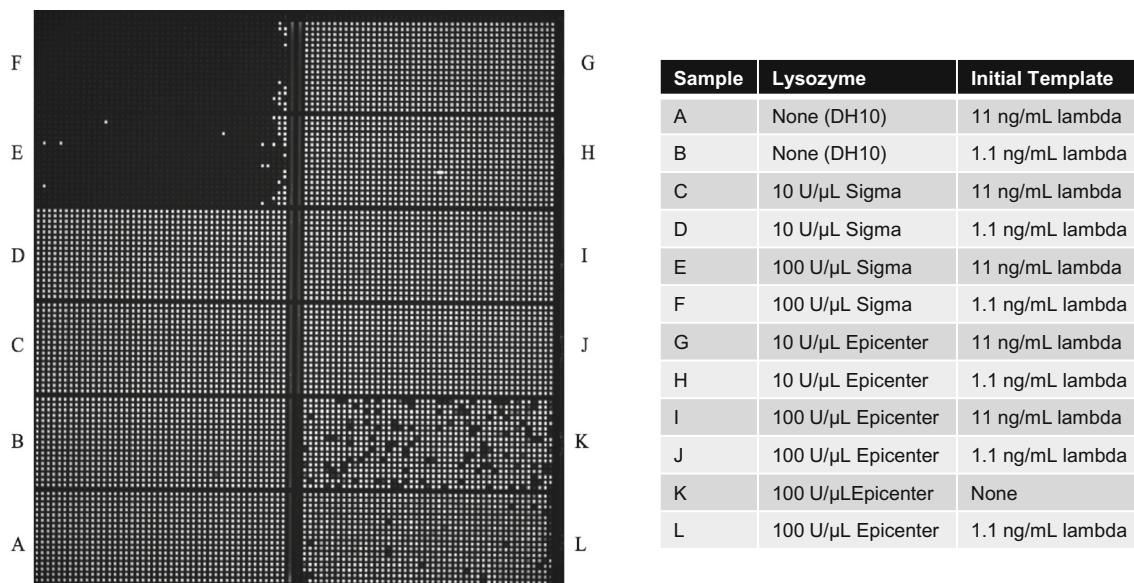 F
E
D
C
B
A
G
H
I
J
K
L
Sample Lysozyme Initial Template
A None (DH10) 11 ng/mL lambda
B None (DH10) 1.1 ng/mL lambda
C 10 U/µL Sigma 11 ng/mL lambda
D 10 U/µL Sigma 1.1 ng/mL lambda
E 100 U/µL Sigma 11 ng/mL lambda
F 100 U/µL Sigma 1.1 ng/mL lambda
G 10 U/µL Epicenter 11 ng/mL lambda
H 10 U/µL Epicenter 1.1 ng/mL lambda
I 100 U/µL Epicenter 11 ng/mL lambda
J 100 U/µL Epicenter 1.1 ng/mL lambda
K 100 U/µLEpicenter None
L 100 U/µL Epicenter 1.1 ng/mL lambda